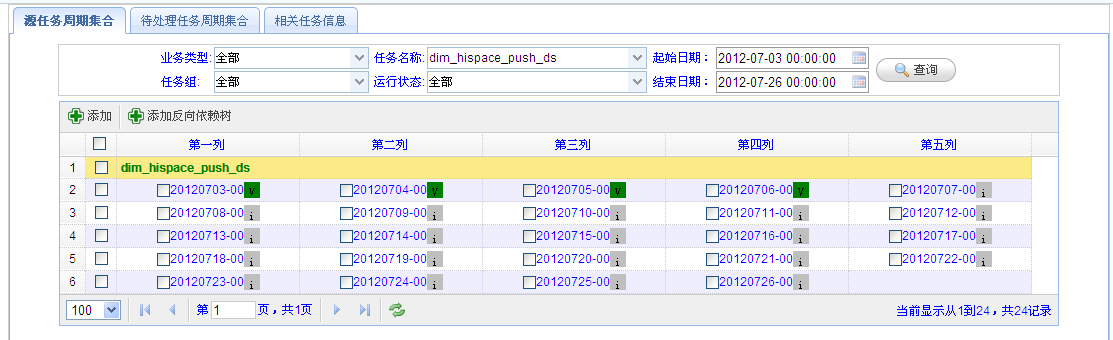 源任务周期集合 待处理任务周期集合 相关任务信息
业务类型: 全部 任务名称: dim_hispace_push_ds 起始日期： 2012-07-03 00:00:00
查询
任务组: 全部 运行状态: 全部 结束日期： 2012-07-26 00:00:00
添加 添加反向依赖树
第一列 第二列 第三列 第四列 第五列
1 dim_hispace_push_ds
2 20120703-00 y 20120704-00 y 20120705-00 y 20120706-00 y 20120707-00 i
3 20120708-00 i 20120709-00 i 20120710-00 i 20120711-00 i 20120712-00 i
4 20120713-00 i 20120714-00 i 20120715-00 i 20120716-00 i 20120717-00 i
5 20120718-00 i 20120719-00 i 20120720-00 i 20120721-00 i 20120722-00 i
6 20120723-00 i 20120724-00 i 20120725-00 i 20120726-00 i
100 第 1 页，共1页 当前显示从1到24，共24记录